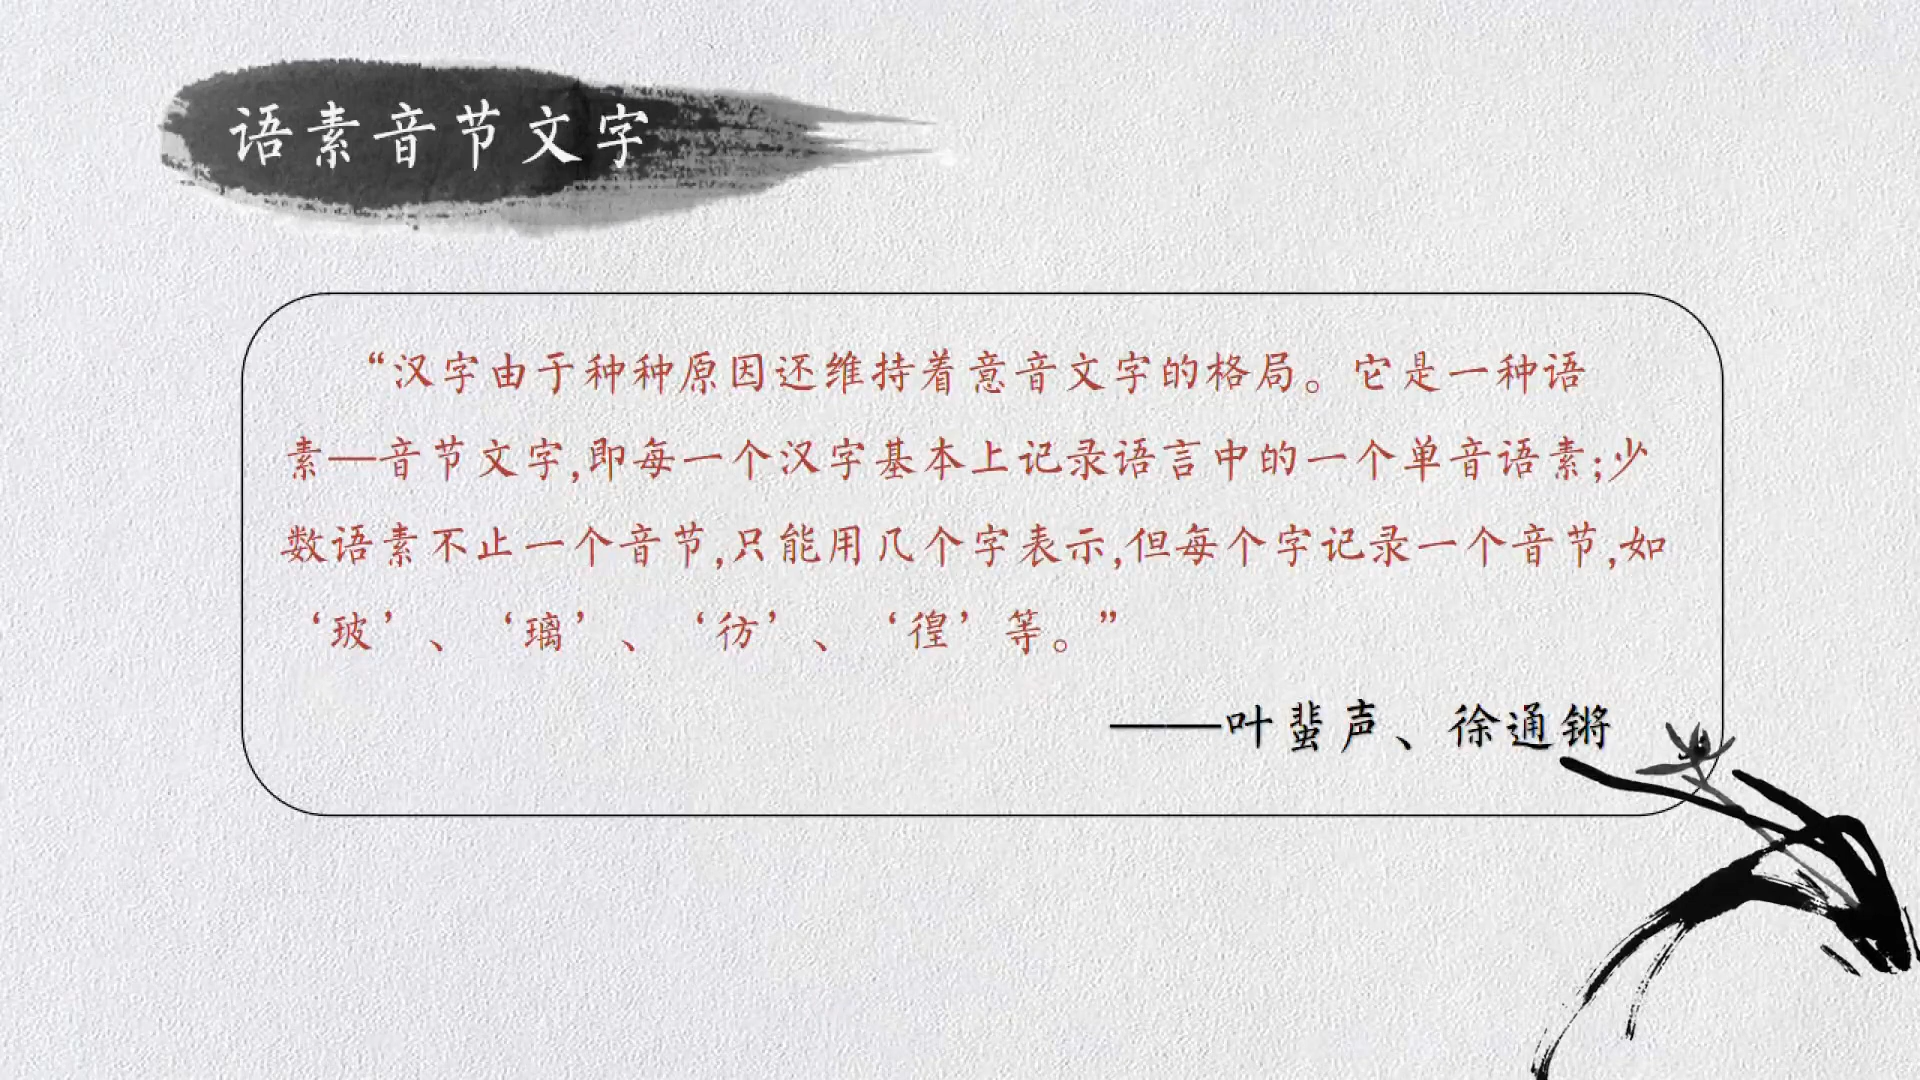 语素音节文字
“汉字由于种种原因还维持着意音文字的格局。它是一种语
素—音节文字,即每一个汉字基本上记录语言中的一个单音语素;少
数语素不止一个音节,只能用几个字表示,但每个字记录一个音节,如
‘玻’、‘璃’、‘彷’、‘徨’等。”
——叶蜚声、徐通锵